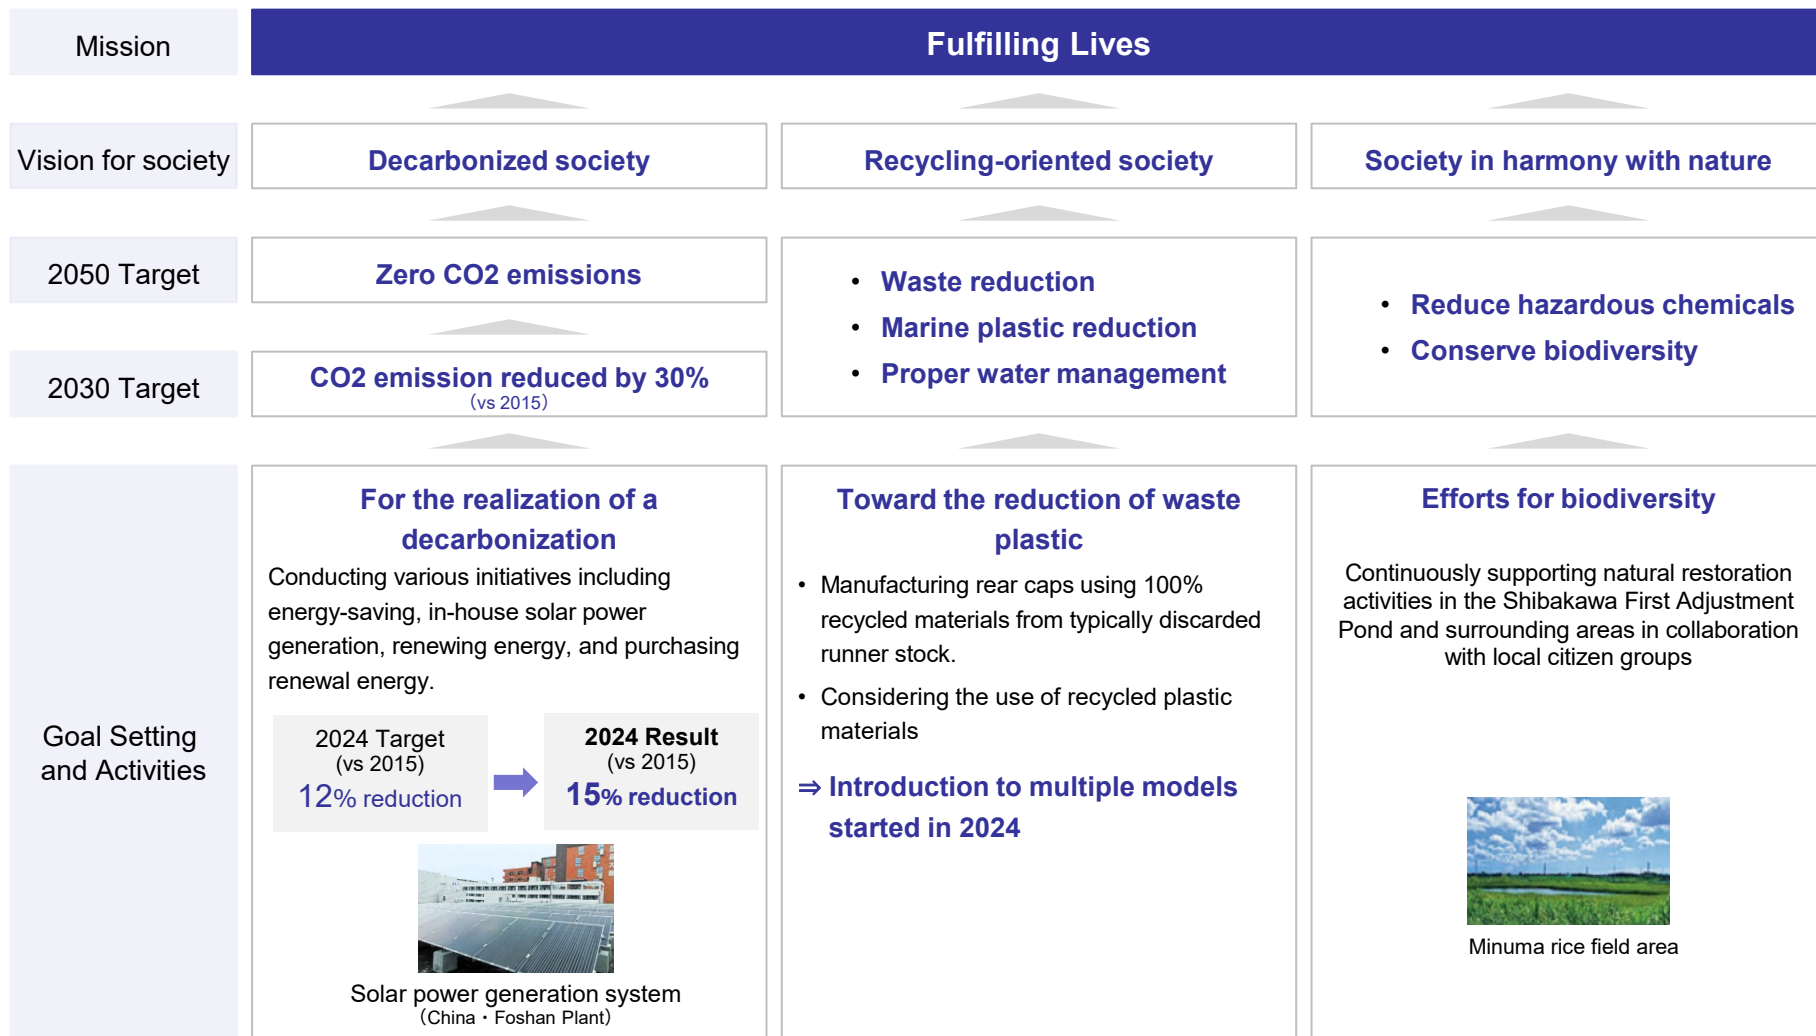 Mission
Fulfilling Lives
Vision for society
Decarbonized society
Recycling-oriented society
Society in harmony with nature
2050 Target
Zero CO2 emissions
2030 Target
CO2 emission reduced by 30%
（vs 2015）
• Waste reduction
• Marine plastic reduction
• Proper water management
• Reduce hazardous chemicals
• Conserve biodiversity
Goal Setting
and Activities
For the realization of a
decarbonization
Conducting various initiatives including
energy-saving, in-house solar power
generation, renewing energy, and purchasing
renewal energy.
2024 Target
(vs 2015)
12% reduction
2024 Result
(vs 2015)
15% reduction
Solar power generation system
（China・Foshan Plant）
Toward the reduction of waste
plastic
• Manufacturing rear caps using 100%
recycled materials from typically discarded
runner stock.
• Considering the use of recycled plastic
materials
⇒ Introduction to multiple models
started in 2024
Efforts for biodiversity
Continuously supporting natural restoration
activities in the Shibakawa First Adjustment
Pond and surrounding areas in collaboration
with local citizen groups
Minuma rice field area